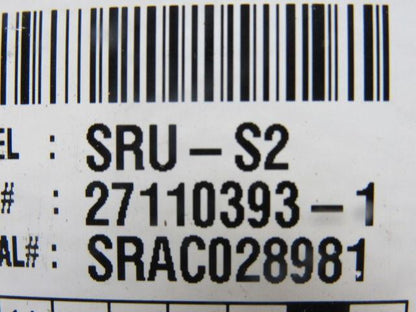 EL : SRU-S2
# : 27110393-1
AL# : SRAC028981